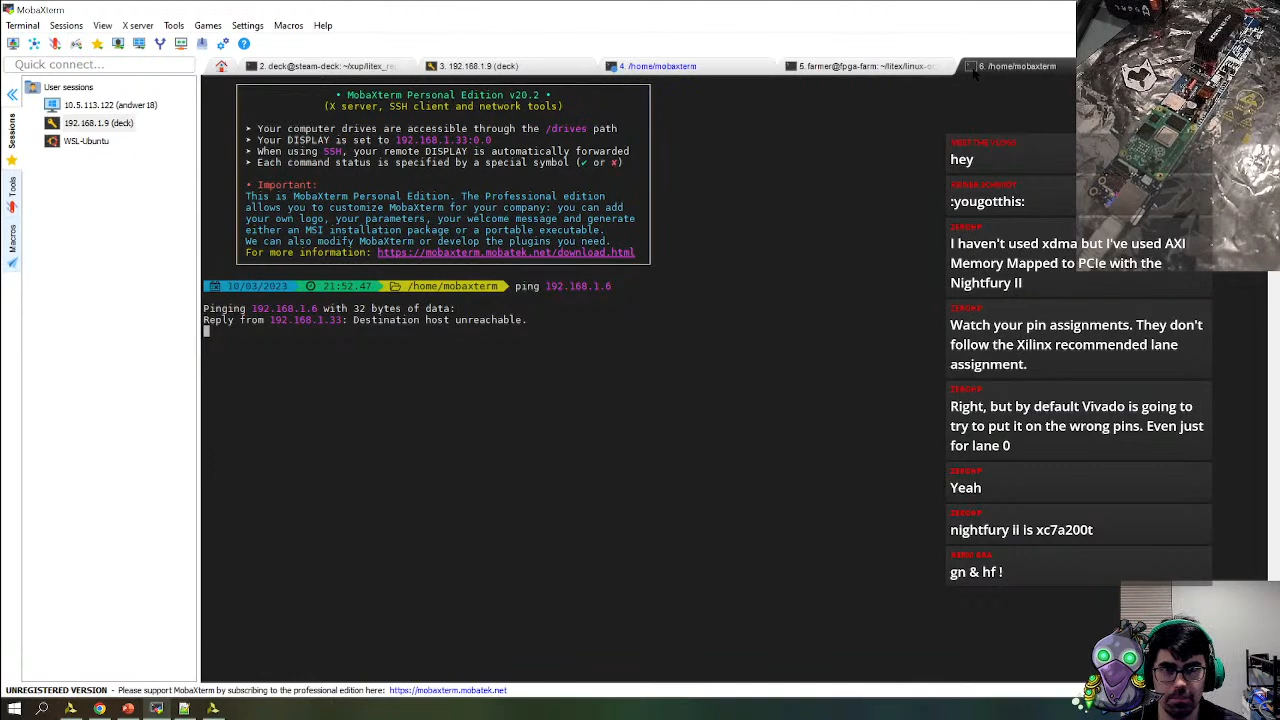 MobaXterm
Terminal Sessions View X server Tools Games Settings Macros Help
Quick connect...
2. deck@steam-deck: ~/xup/litex_re
3. 192.168.1.9 (deck)
4. /home/mobaxterm
5. farmer@fpga-farm: ~/litex/linux-o
6. /home/mobaxterm
User sessions
10.5.113.122 (andwer18)
192.168.1.9 (deck)
WSL-Ubuntu
Sessions
Tools
Macros
• MobaXterm Personal Edition v20.2 •
(X server, SSH client and network tools)
➤ Your computer drives are accessible through the /drives path
➤ Your DISPLAY is set to 192.168.1.33:0.0
➤ When using SSH, your remote DISPLAY is automatically forwarded
➤ Each command status is specified by a special symbol (✔ or ✘)
• Important:
This is MobaXterm Personal Edition. The Professional edition
allows you to customize MobaXterm for your company: you can add
your own logo, your parameters, your welcome message and generate
either an MSI installation package or a portable executable.
We can also modify MobaXterm or develop the plugins you need.
For more information: https://mobaxterm.mobatek.net/download.html
10/03/2023 21:52.47 /home/mobaxterm ping 192.168.1.6
Pinging 192.168.1.6 with 32 bytes of data:
Reply from 192.168.1.33: Destination host unreachable.
hey
:yougotthis:
ZEROHP
I haven't used xdma but I've used AXI
Memory Mapped to PCIe with the
Nightfury II
ZEROHP
Watch your pin assignments. They don't
follow the Xilinx recommended lane
assignment.
ZEROHP
Right, but by default Vivado is going to
try to put it on the wrong pins. Even just
for lane 0
ZEROHP
Yeah
ZEROHP
nightfury ii is xc7a200t
gn & hf !
UNREGISTERED VERSION - Please support MobaXterm by subscribing to the professional edition here: https://mobaxterm.mobatek.net